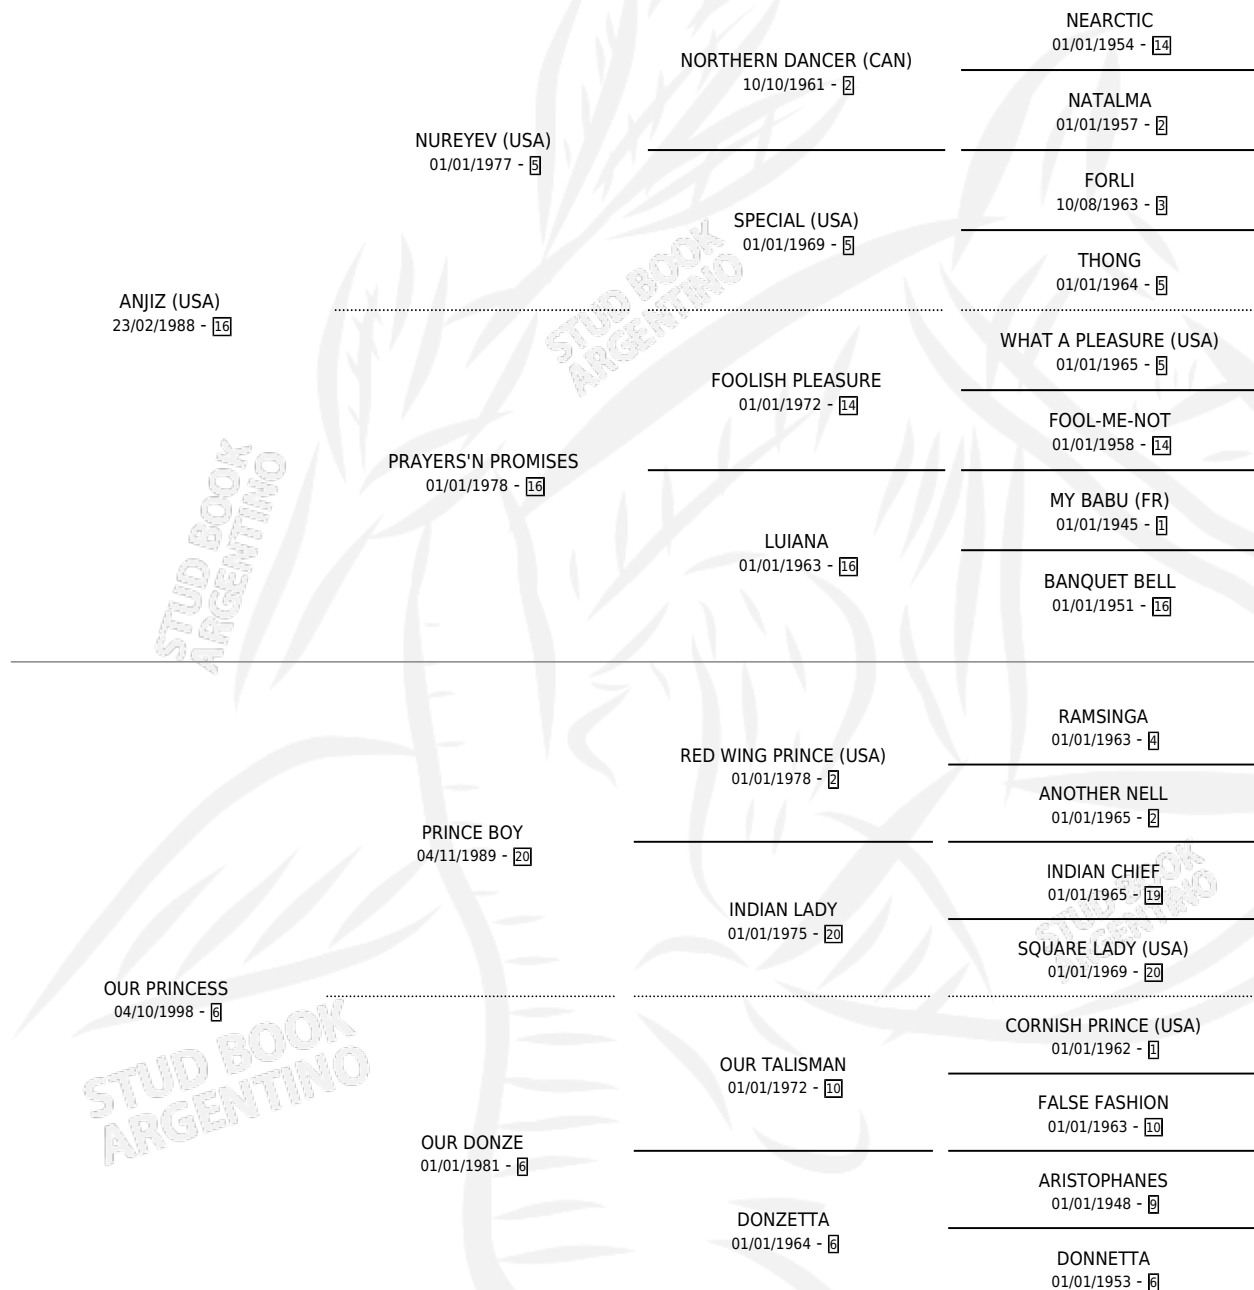 NEARCTIC
01/01/1954 - 14
NORTHERN DANCER (CAN)
10/10/1961 - 2
NATALMA
01/01/1957 - 2
NUREYEV (USA)
01/01/1977 - 5
FORLI
10/08/1963 - 3
SPECIAL (USA)
01/01/1969 - 5
THONG
01/01/1964 - 5
ANJIZ (USA)
23/02/1988 - 16
WHAT A PLEASURE (USA)
01/01/1965 - 5
FOOLISH PLEASURE
01/01/1972 - 14
FOOL-ME-NOT
01/01/1958 - 14
PRAYERS'N PROMISES
01/01/1978 - 16
MY BABU (FR)
01/01/1945 - 1
LUIANA
01/01/1963 - 16
BANQUET BELL
01/01/1951 - 16
RAMSINGA
01/01/1963 - 4
RED WING PRINCE (USA)
01/01/1978 - 2
ANOTHER NELL
01/01/1965 - 2
PRINCE BOY
04/11/1989 - 20
INDIAN CHIEF
01/01/1965 - 19
INDIAN LADY
01/01/1975 - 20
SQUARE LADY (USA)
01/01/1969 - 20
OUR PRINCESS
04/10/1998 - 6
CORNISH PRINCE (USA)
01/01/1962 - 1
OUR TALISMAN
01/01/1972 - 10
FALSE FASHION
01/01/1963 - 10
OUR DONZE
01/01/1981 - 6
ARISTOPHANES
01/01/1948 - 9
DONZETTA
01/01/1964 - 6
DONNETTA
01/01/1953 - 6
STUD BOOK
ARGENTINO
STUD BOOK
ARGENTINO
STUD BOOK
ARGENTINO
STUD BOOK
ARGENTINO